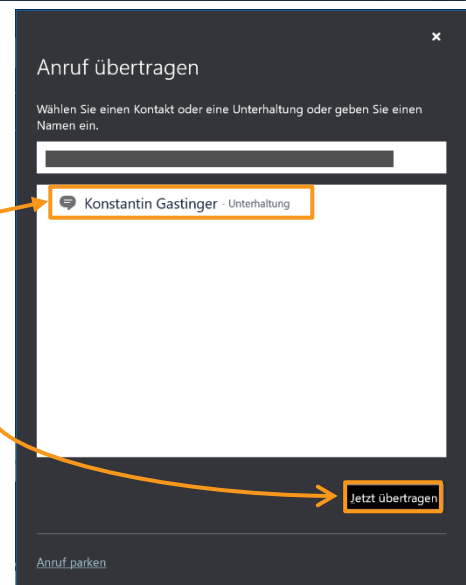 Anruf übertragen
Wählen Sie einen Kontakt oder eine Unterhaltung oder geben Sie einen
Namen ein.
Konstantin Gastinger - Unterhaltung
Jetzt übertragen
Anruf parken